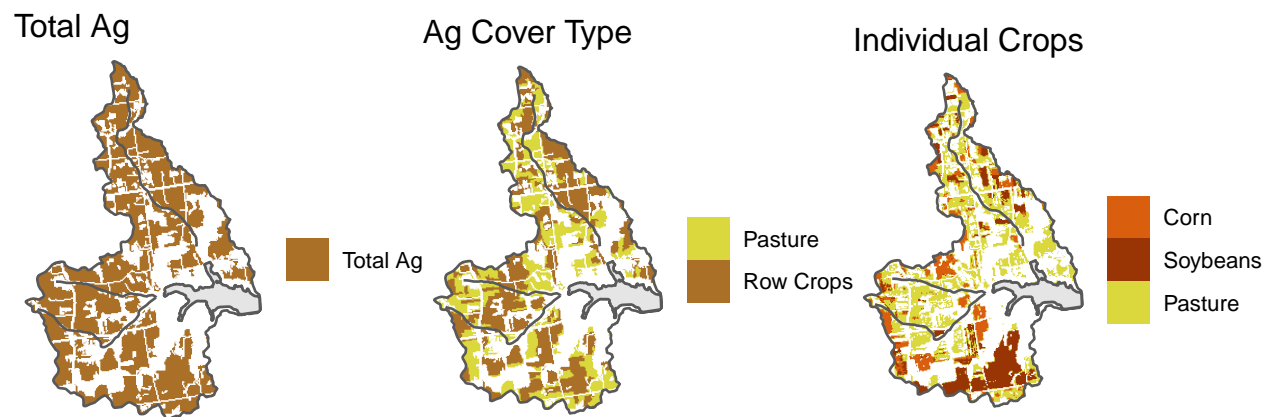 Total Ag
Ag Cover Type
Individual Crops
Total Ag
Pasture
Row Crops
Corn
Soybeans
Pasture